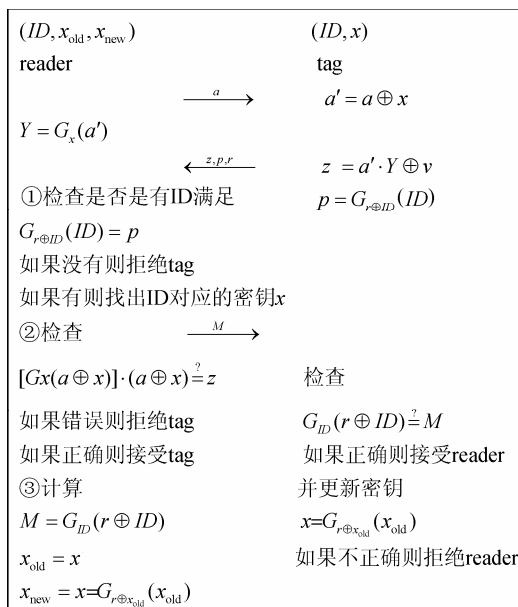 (ID, x_old, x_new) (ID, x)
reader tag
a a′ = a ⊕ x
Y = G_x(a′)
z,p,r z = a′·Y ⊕ v
①检查是否是有ID满足 p = G_{r⊕ID}(ID)
G_{r⊕ID}(ID) = p
如果没有则拒绝tag
如果有则找出ID对应的密钥x
②检查 M
[Gx(a ⊕ x)]·(a ⊕ x) ≟ z 检查
如果错误则拒绝tag G_ID(r ⊕ ID) ≟ M
如果正确则接受tag 如果正确则接受reader
③计算 并更新密钥
M = G_ID(r ⊕ ID) x=G_{r⊕x_old}(x_old)
x_old = x 如果不正确则拒绝reader
x_new = x=G_{r⊕x_old}(x_old)